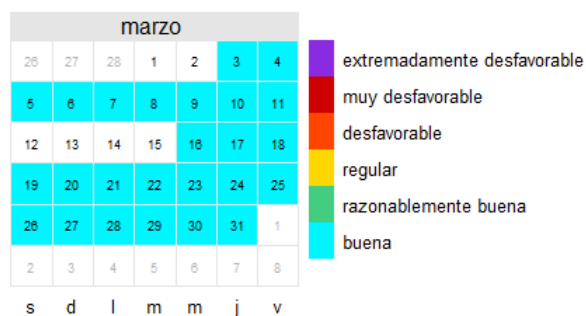 marzo
26 27 28 1 2 3 4
5 6 7 8 9 10 11
12 13 14 15 16 17 18
19 20 21 22 23 24 25
26 27 28 29 30 31 1
2 3 4 5 6 7 8
s d l m m j v
extremadamente desfavorable
muy desfavorable
desfavorable
regular
razonablemente buena
buena